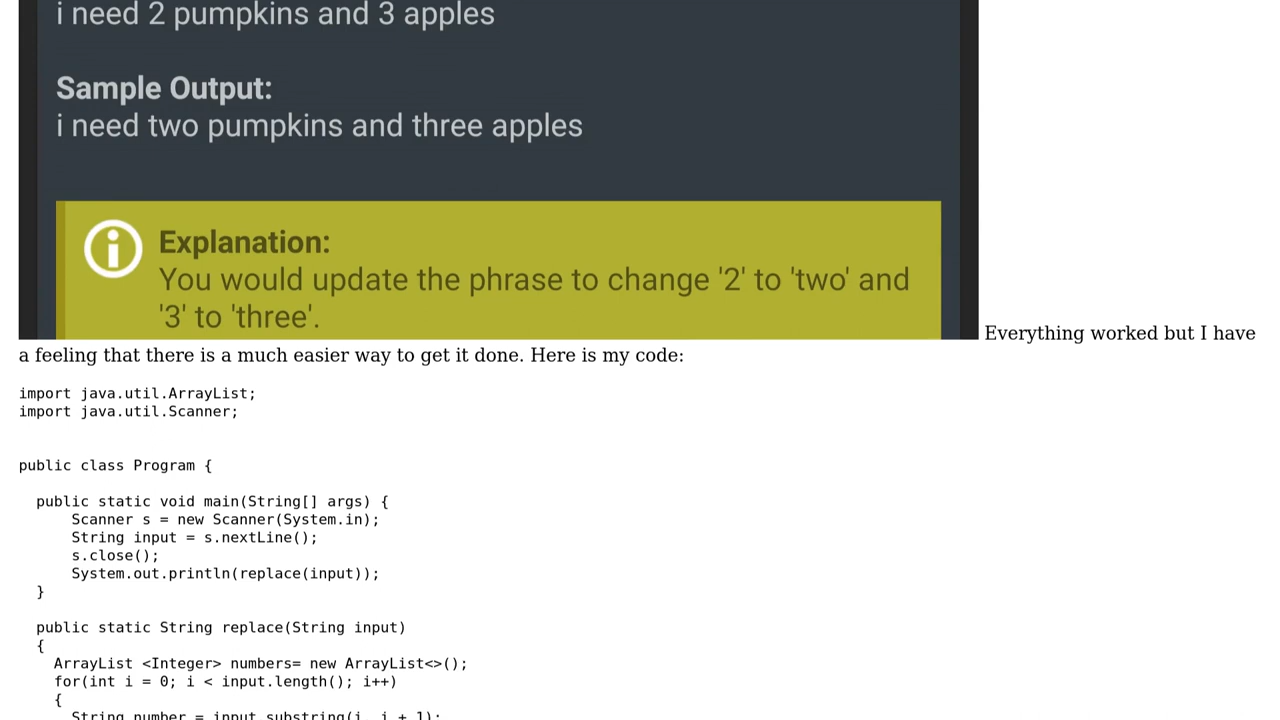 i need 2 pumpkins and 3 apples
Sample Output:
i need two pumpkins and three apples
Explanation:
You would update the phrase to change '2' to 'two' and
'3' to 'three'.
Everything worked but I have
a feeling that there is a much easier way to get it done. Here is my code:
import java.util.ArrayList;
import java.util.Scanner;
public class Program {
public static void main(String[] args) {
Scanner s = new Scanner(System.in);
String input = s.nextLine();
s.close();
System.out.println(replace(input));
}
public static String replace(String input)
{
ArrayList <Integer> numbers= new ArrayList<>();
for(int i = 0; i < input.length(); i++)
{
String number = input.substring(i, i + 1);